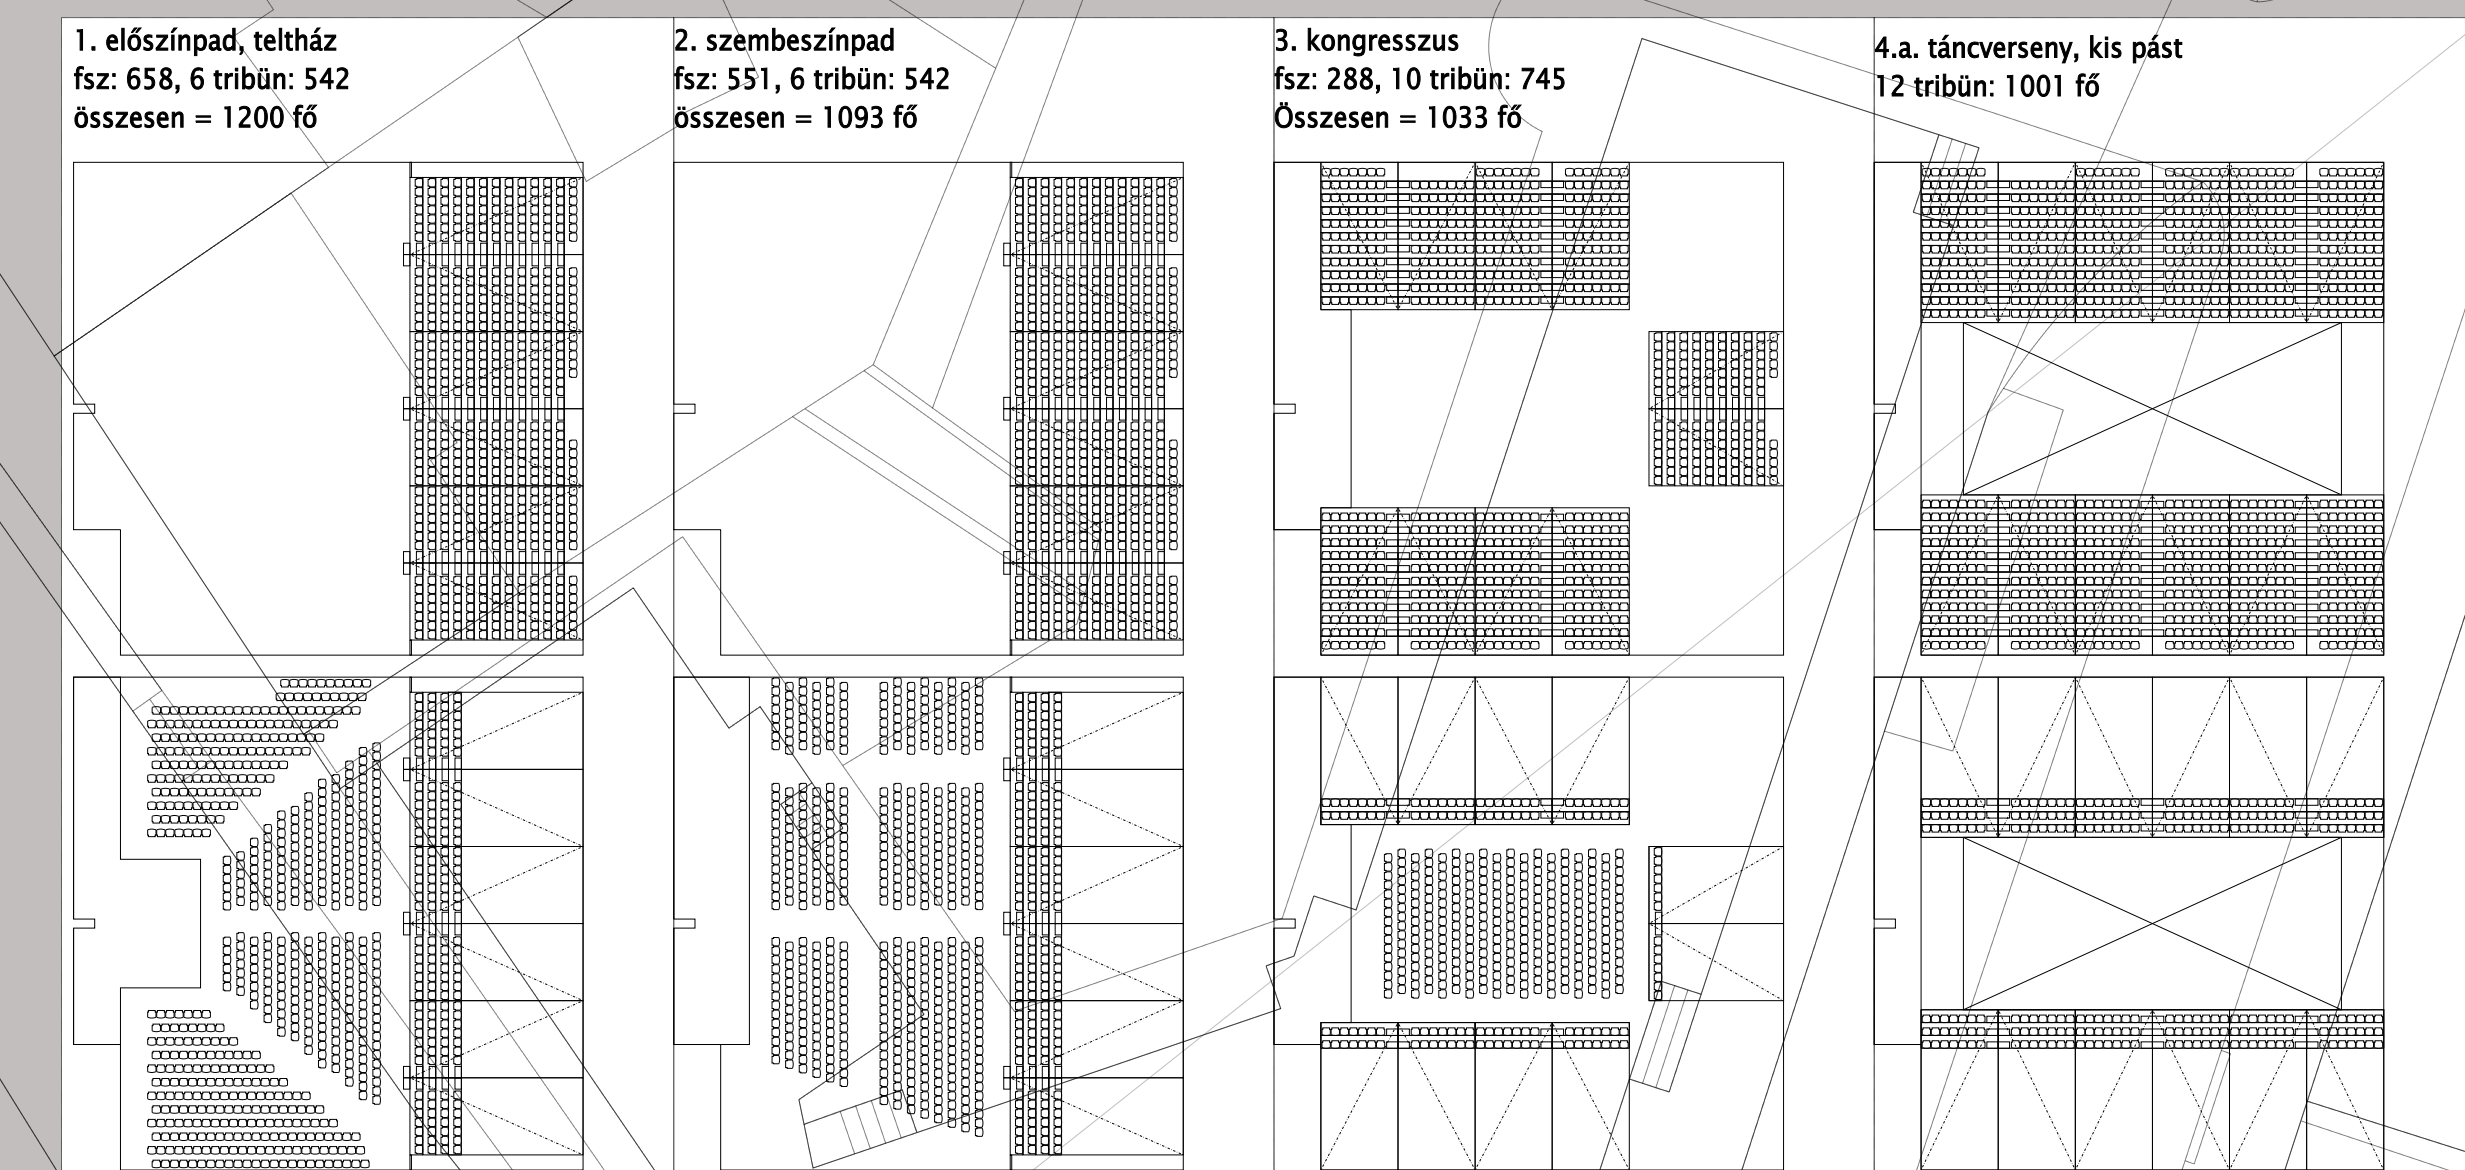 1. előszínpad, teltház
fsz: 658, 6 tribün: 542
összesen = 1200 fő
2. szembeszínpad
fsz: 551, 6 tribün: 542
összesen = 1093 fő
3. kongresszus
fsz: 288, 10 tribün: 745
Összesen = 1033 fő
4.a. táncverseny, kis pást
12 tribün: 1001 fő